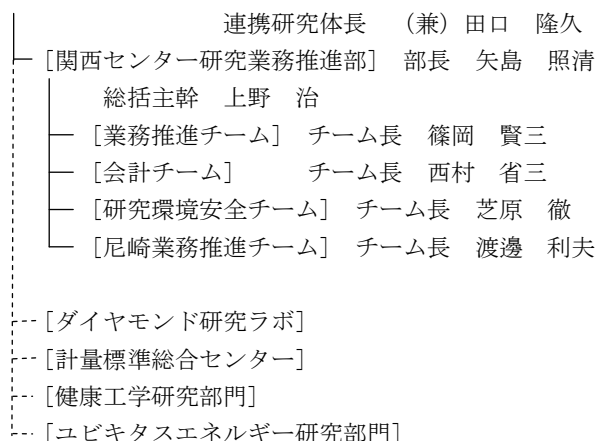 連携研究体長　（兼）田口　隆久
［関西センター研究業務推進部］　部長　矢島　照清
総括主幹　上野　治
［業務推進チーム］　チーム長　篠岡　賢三
［会計チーム］　チーム長　西村　省三
［研究環境安全チーム］　チーム長　芝原　徹
［尼崎業務推進チーム］　チーム長　渡邊　利夫
［ダイヤモンド研究ラボ］
［計量標準総合センター］
［健康工学研究部門］
［ユビキタスエネルギー研究部門］